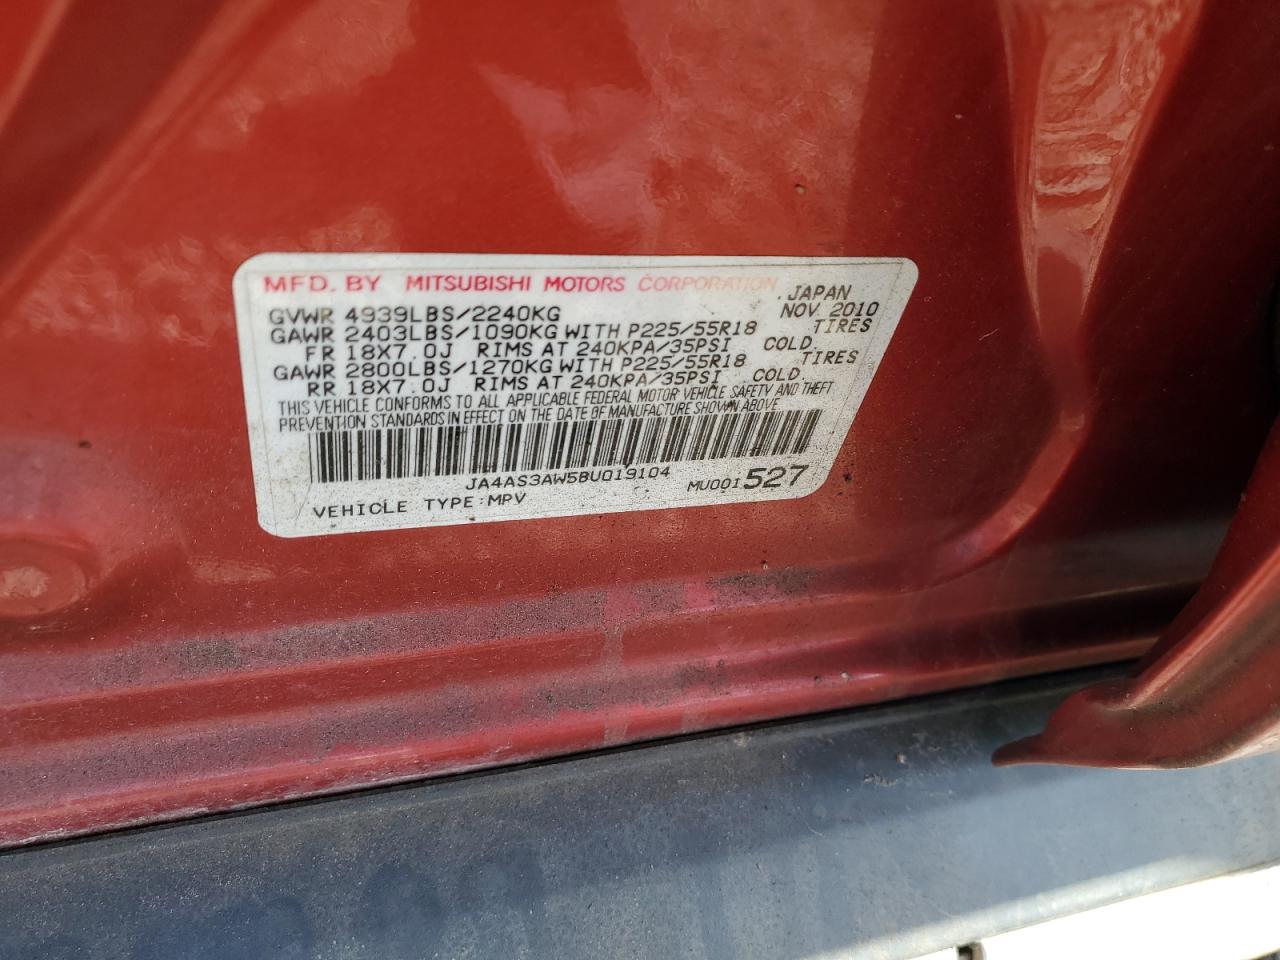 MFD. BY MITSUBISHI MOTORS CORPORATION. JAPAN
GVWR 4939LBS/2240KG NOV 2010
GAWR 2403LBS/1090KG WITH P225/55R18 TIRES
FR 18X7.0J RIMS AT 240KPA/35PSI COLD.
GAWR 2800LBS/1270KG WITH P225/55R18 TIRES
RR 18X7.0J RIMS AT 240KPA/35PSI COLD.
THIS VEHICLE CONFORMS TO ALL APPLICABLE FEDERAL MOTOR VEHICLE SAFETY AND THEFT
PREVENTION STANDARDS IN EFFECT ON THE DATE OF MANUFACTURE SHOWN ABOVE.
JA4AS3AW5BU019104
MU001527
VEHICLE TYPE:MPV